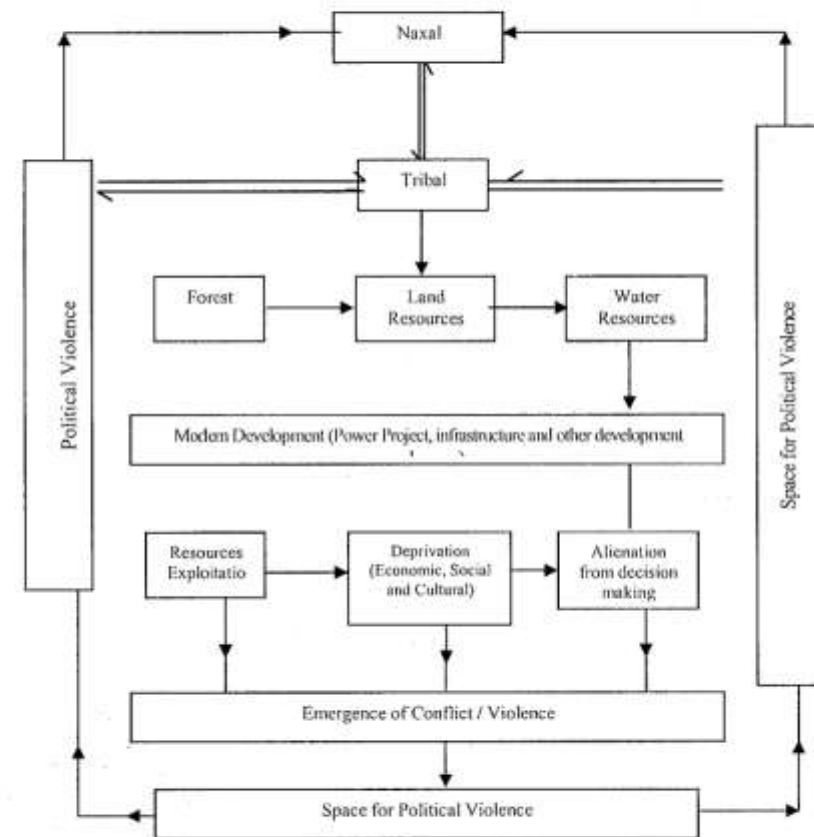 Naxal
Tribal
Forest
Land
Resources
Water
Resources
Political Violence
Space for Political Violence
Modern Development (Power Project, infrastructure and other development
Resources
Exploitatio
Deprivation
(Economic, Social
and Cultural)
Alienation
from decision
making
Emergence of Conflict / Violence
Space for Political Violence